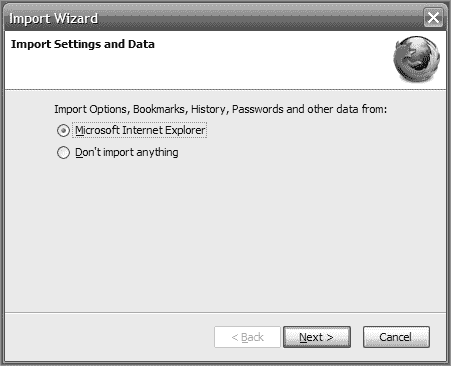 Import Wizard
Import Settings and Data
Import Options, Bookmarks, History, Passwords and other data from:
Microsoft Internet Explorer
Don't import anything
< Back Next > Cancel